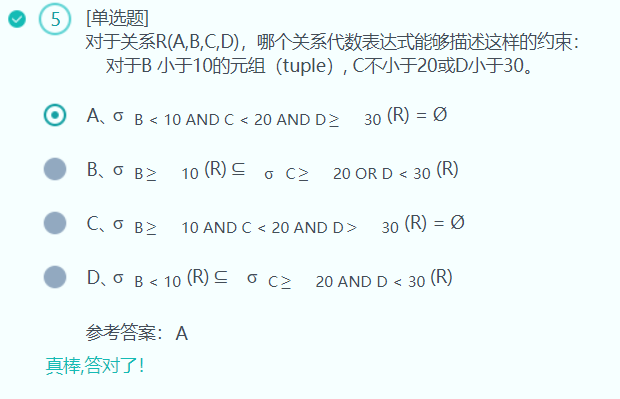 5 [单选题]
对于关系R(A,B,C,D)，哪个关系代数表达式能够描述这样的约束：
对于B 小于10的元组（tuple）, C不小于20或D小于30。
A、σ B < 10 AND C < 20 AND D≥ 30 (R) = Ø
B、σ B≥ 10 (R) ⊆ σ C≥ 20 OR D < 30 (R)
C、σ B≥ 10 AND C < 20 AND D> 30 (R) = Ø
D、σ B < 10 (R) ⊆ σ C≥ 20 AND D < 30 (R)
参考答案： A
真棒,答对了!